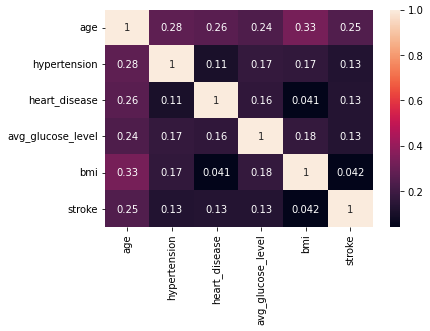 age 1 0.28 0.26 0.24 0.33 0.25
hypertension 0.28 1 0.11 0.17 0.17 0.13
heart_disease 0.26 0.11 1 0.16 0.041 0.13
avg_glucose_level 0.24 0.17 0.16 1 0.18 0.13
bmi 0.33 0.17 0.041 0.18 1 0.042
stroke 0.25 0.13 0.13 0.13 0.042 1
age
hypertension
heart_disease
avg_glucose_level
bmi
stroke
1.0
0.8
0.6
0.4
0.2